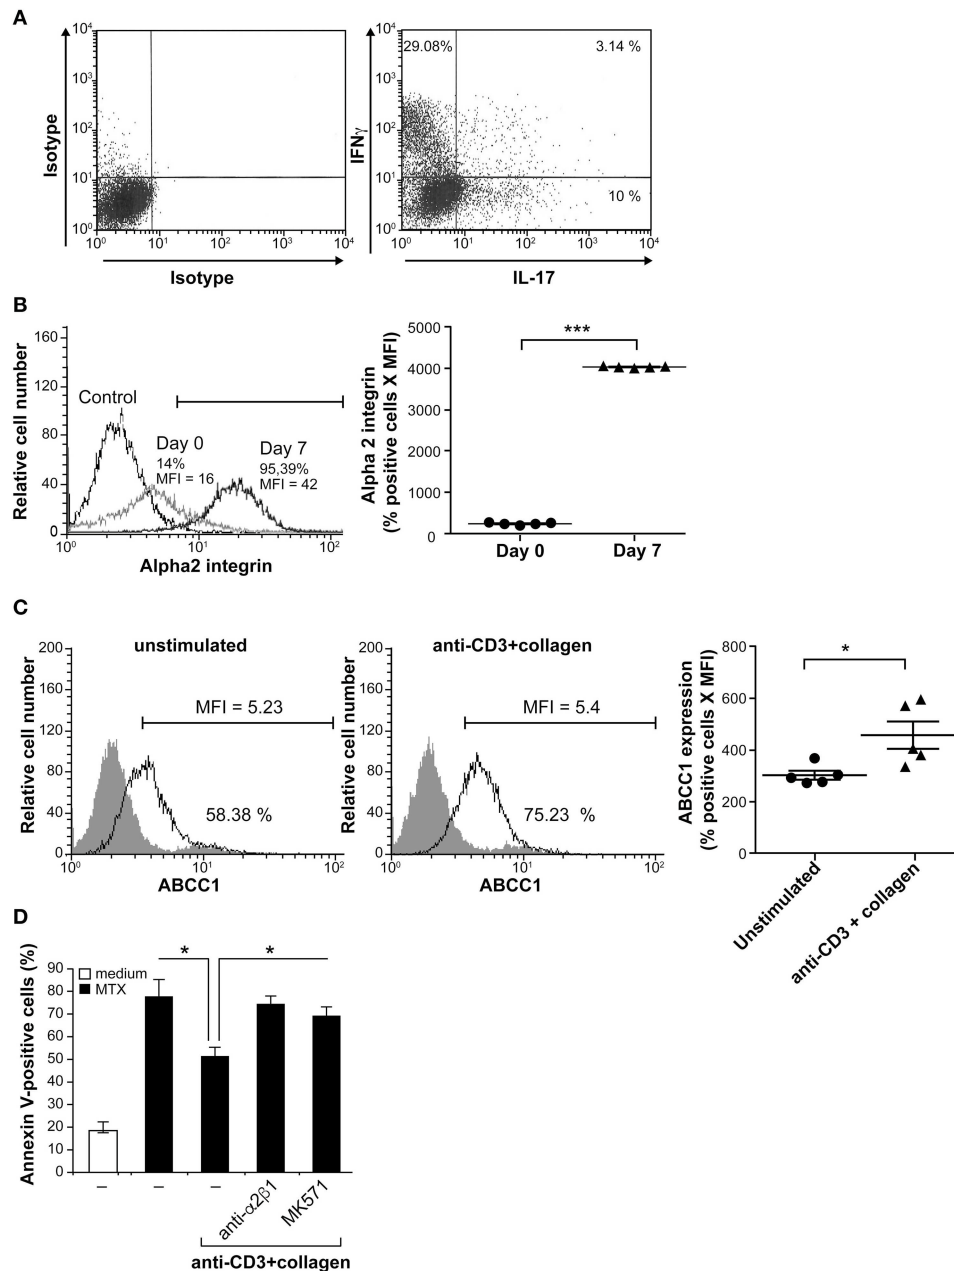 A
Isotype
10⁴
10³
10²
10¹
10⁰
10⁰ 10¹ 10² 10³ 10⁴
Isotype
IFNγ
10⁴
10³
10²
10¹
10⁰
29.08%
3.14 %
10 %
10⁰ 10¹ 10² 10³ 10⁴
IL-17
B
Relative cell number
160
120
80
40
0
Control
Day 0
14%
MFI = 16
Day 7
95,39%
MFI = 42
10⁰ 10¹ 10²
Alpha2 integrin
Alpha 2 integrin
(% positive cells X MFI)
5000
4000
3000
2000
1000
0
***
Day 0 Day 7
C
unstimulated
Relative cell number
200
160
120
80
40
0
MFI = 5.23
58.38 %
10⁰ 10¹ 10²
ABCC1
anti-CD3+collagen
Relative cell number
200
160
120
80
40
0
MFI = 5.4
75.23 %
10⁰ 10¹ 10²
ABCC1
ABCC1 expression
(% positive cells X MFI)
800
600
400
200
0
*
Unstimulated
anti-CD3 + collagen
D
Annexin V-positive cells (%)
90
80
70
60
50
40
30
20
10
0
medium
MTX
*
*
–
–
–
anti-α2β1
MK571
anti-CD3+collagen